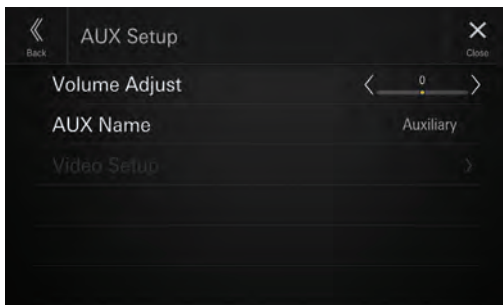 Back
AUX Setup
Close
Volume Adjust
0
AUX Name
Auxiliary
Video Setup